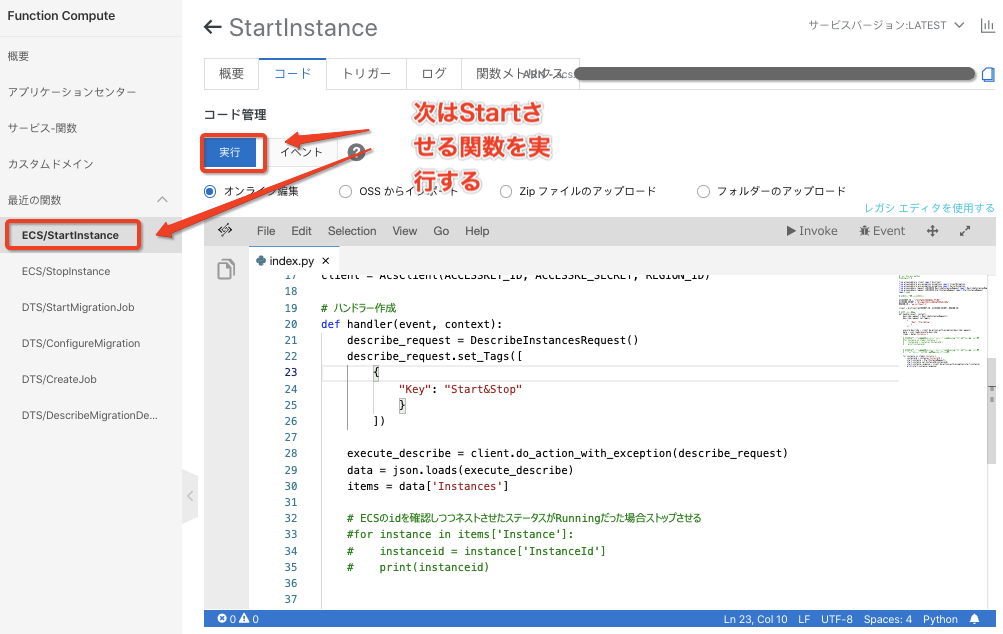 Function Compute
概要
アプリケーションセンター
サービス-関数
カスタムドメイン
最近の関数
ECS/StartInstance
ECS/StopInstance
DTS/StartMigrationJob
DTS/ConfigureMigration
DTS/CreateJob
DTS/DescribeMigrationDe...
StartInstance
サービスバージョン:LATEST
概要 コード トリガー ログ 関数メトリクス
コード管理
次はStartさ
せる関数を実
行する
実行 イベント ?
オンライン編集 OSS からインポート Zip ファイルのアップロード フォルダーのアップロード
レガシ エディタを使用する
File Edit Selection View Go Help Invoke Event
index.py ×
17 client = AcsClient(ACCESSKET_ID, ACCESSKE_SECRET, REGION_ID)
18
19 # ハンドラー作成
20 def handler(event, context):
21 describe_request = DescribeInstancesRequest()
22 describe_request.set_Tags([
23 {
24 "Key": "Start&Stop"
25 }
26 ])
27
28 execute_describe = client.do_action_with_exception(describe_request)
29 data = json.loads(execute_describe)
30 items = data['Instances']
31
32 # ECSのidを確認しつつネストさせたステータスがRunningだった場合ストップさせる
33 #for instance in items['Instance']:
34 # instanceid = instance['InstanceId']
35 # print(instanceid)
36
37
0 0 Ln 23, Col 10 LF UTF-8 Spaces: 4 Python